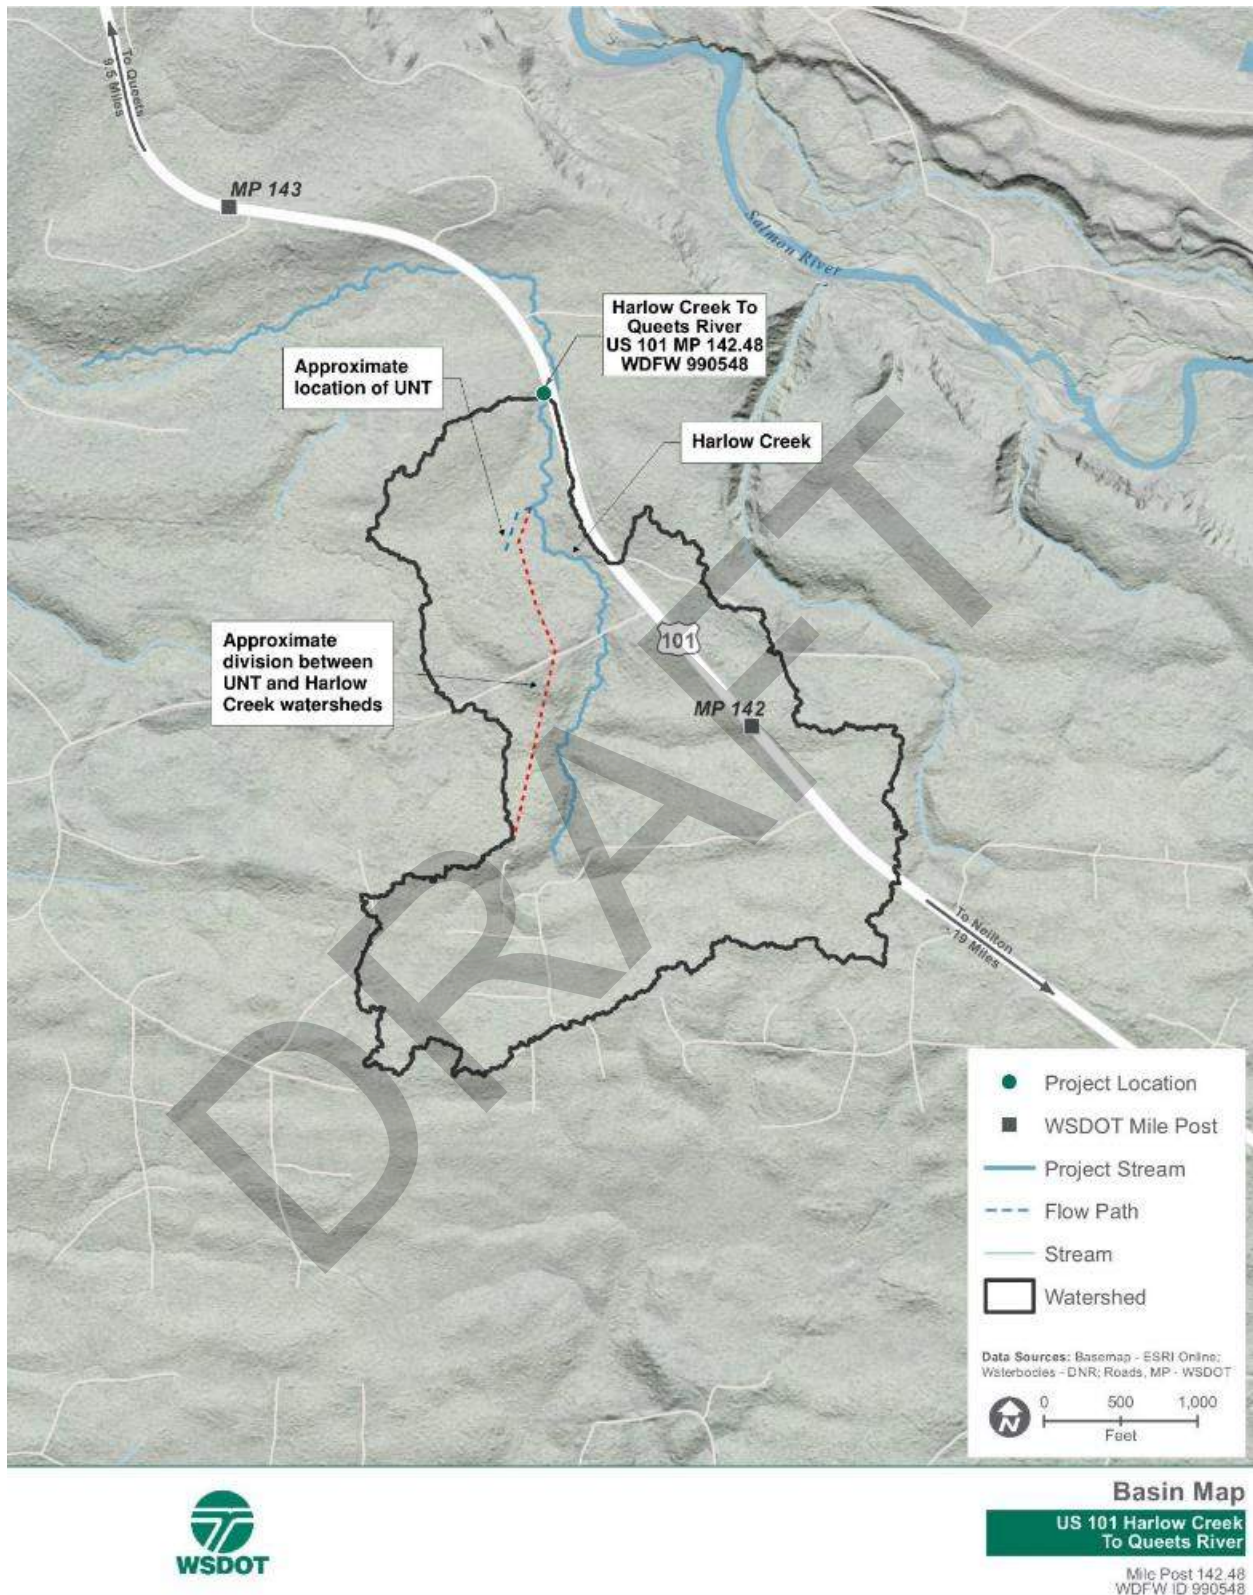 To Queets
9.5 Miles
MP 143
Salmon River
Harlow Creek To
Queets River
US 101 MP 142.48
WDFW 990548
Approximate
location of UNT
Harlow Creek
Approximate
division between
UNT and Harlow
Creek watersheds
101
MP 142
To Neilton
~ 19 Miles
DRAFT
Project Location
WSDOT Mile Post
Project Stream
Flow Path
Stream
Watershed
Data Sources: Basemap - ESRI Online;
Waterbodies - DNR; Roads, MP - WSDOT
N
0 500 1,000
Feet
WSDOT
Basin Map
US 101 Harlow Creek
To Queets River
Mile Post 142.48
WDFW ID 990548